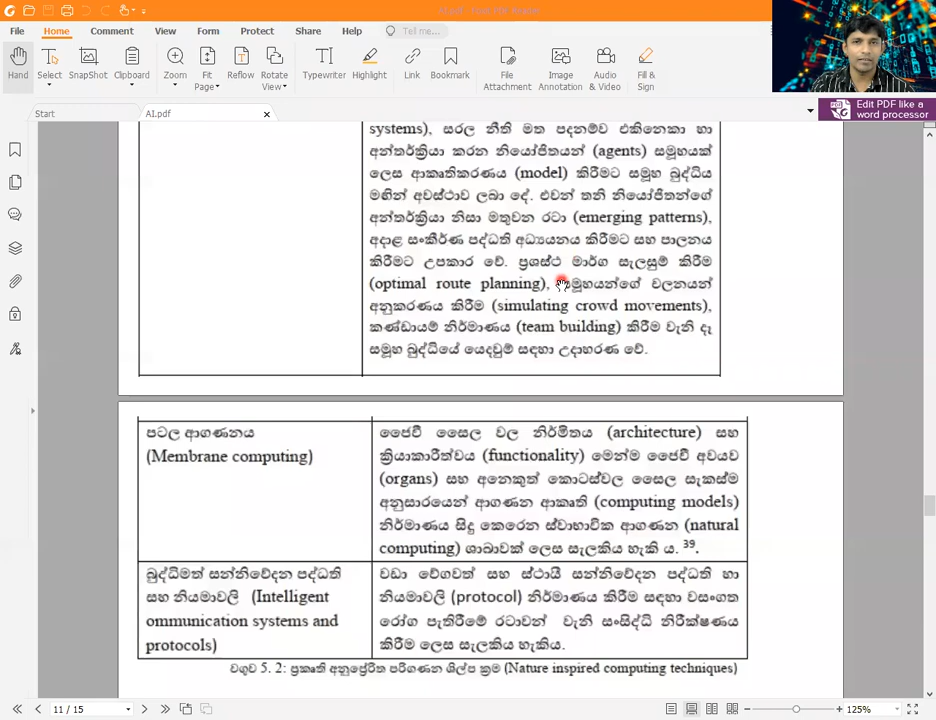 File Home Comment View Form Protect Share Help Tell me...
Hand Select SnapShot Clipboard Zoom Fit Page Reflow Rotate View Typewriter Highlight Link Bookmark File Attachment Image Annotation Audio & Video Fill & Sign
Start AI.pdf × Edit PDF like a word processor
systems), සරල නීති මත පදනම්ව එකිනෙකා හා
අන්තර්ක්‍රියා කරන නියෝජිතයන් (agents) සමූහයක්
ලෙස ආකෘතිකරණය (model) කිරීමට සමූහ බුද්ධිය
මඟින් අවස්ථාව ලබා දේ. එවන් තනි නියෝජිතන්ගේ
අන්තර්ක්‍රියා නිසා මතුවන රටා (emerging patterns),
අදාළ සංකීර්ණ පද්ධති අධ්‍යයනය කිරීමට සහ පාලනය
කිරීමට උපකාර වේ. ප්‍රශස්ථ මාර්ග සැලසුම් කිරීම
(optimal route planning), සමූහයන්ගේ චලනයන්
අනුකරණය කිරීම (simulating crowd movements),
කණ්ඩායම් නිර්මාණය (team building) කිරීම වැනි දෑ
සමූහ බුද්ධියේ යෙදවුම් සඳහා උදාහරණ වේ.
පටල ආගණනය
(Membrane computing)
ජෛවී සෛල වල නිර්මිතය (architecture) සහ
ක්‍රියාකාරීත්වය (functionality) මෙන්ම ජෛවී අවයව
(organs) සහ අනෙකුත් කොටස්වල සෛල සැකස්ම
අනුසාරයෙන් ආගණන ආකෘති (computing models)
නිර්මාණය සිදු කෙරෙන ස්වාභාවික ආගණන (natural
computing) ශාඛාවක් ලෙස සැලකිය හැකි ය. 39.
බුද්ධිමත් සන්නිවේදන පද්ධති
සහ නියමාවලි (Intelligent
ommunication systems and
protocols)
වඩා වේගවත් සහ ස්ථායී සන්නිවේදන පද්ධති හා
නියමාවලි (protocol) නිර්මාණය කිරීම සඳහා වසංගත
රෝග පැතිරීමේ රටාවන් වැනි සංසිද්ධි නිරීක්ෂණය
කිරීම ලෙස සැලකිය හැකිය.
වගුව 5. 2: ප්‍රකෘති අනුප්‍රේරිත පරිගණන ශිල්ප ක්‍රම (Nature inspired computing techniques)
11 / 15 125%